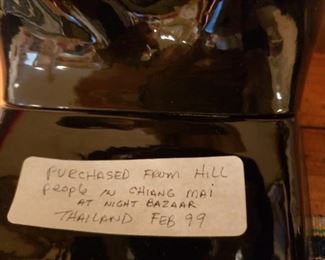 PURCHASED FROM HILL
PEOPLE IN CHIANG MAI
AT NIGHT BAZAAR
THAILAND FEB 99